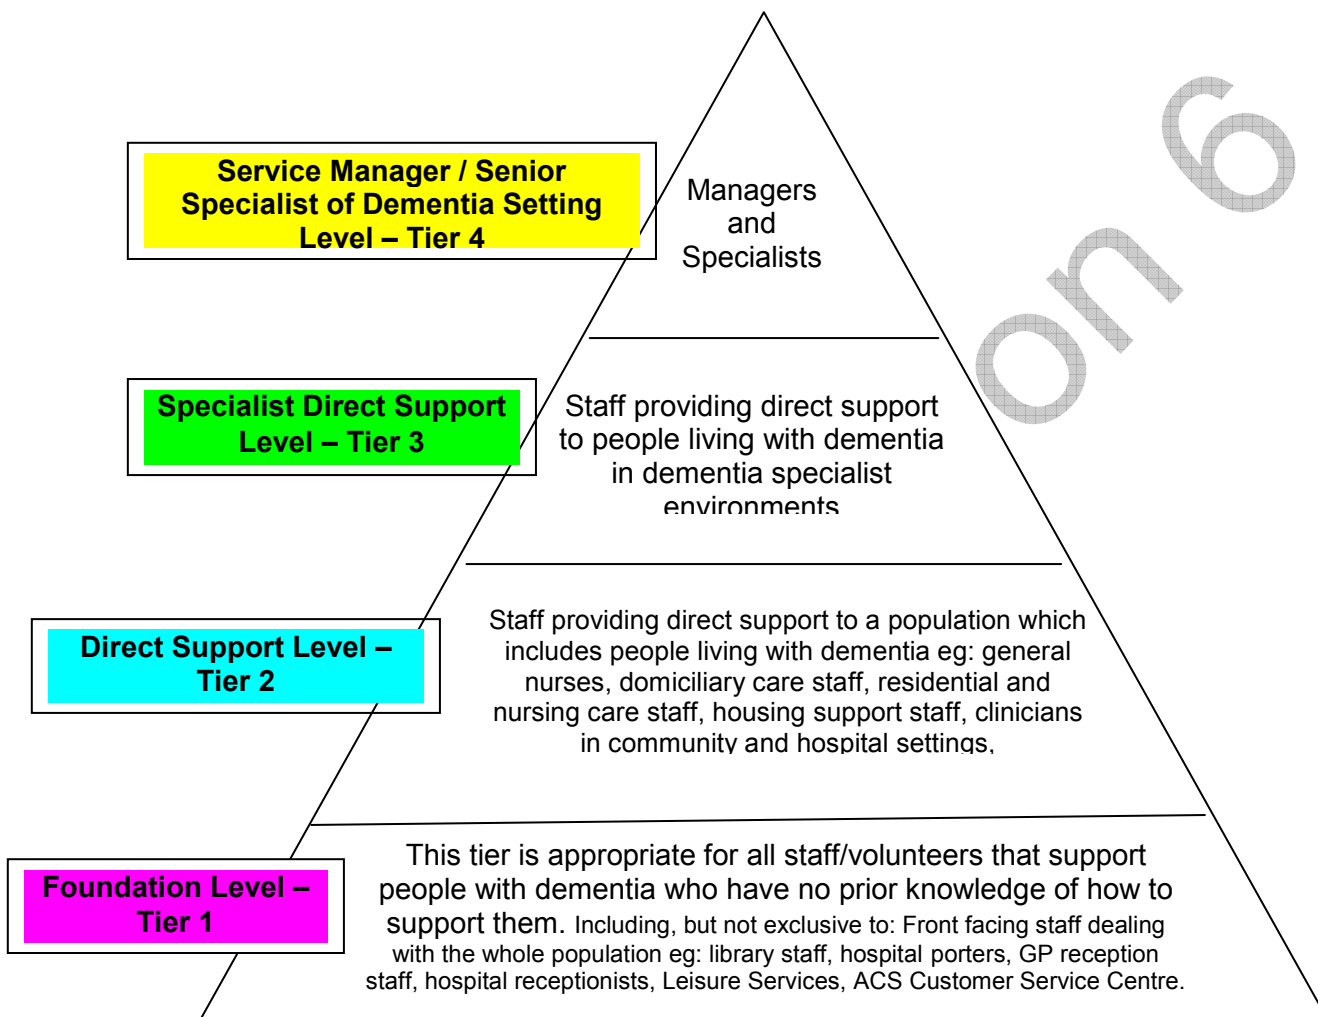 Service Manager / Senior
Specialist of Dementia Setting
Level – Tier 4
Managers
and
Specialists
on 6
Specialist Direct Support
Level – Tier 3
Staff providing direct support
to people living with dementia
in dementia specialist
environments
Direct Support Level –
Tier 2
Staff providing direct support to a population which
includes people living with dementia eg: general
nurses, domiciliary care staff, residential and
nursing care staff, housing support staff, clinicians
in community and hospital settings,
Foundation Level –
Tier 1
This tier is appropriate for all staff/volunteers that support
people with dementia who have no prior knowledge of how to
support them. Including, but not exclusive to: Front facing staff dealing
with the whole population eg: library staff, hospital porters, GP reception
staff, hospital receptionists, Leisure Services, ACS Customer Service Centre.